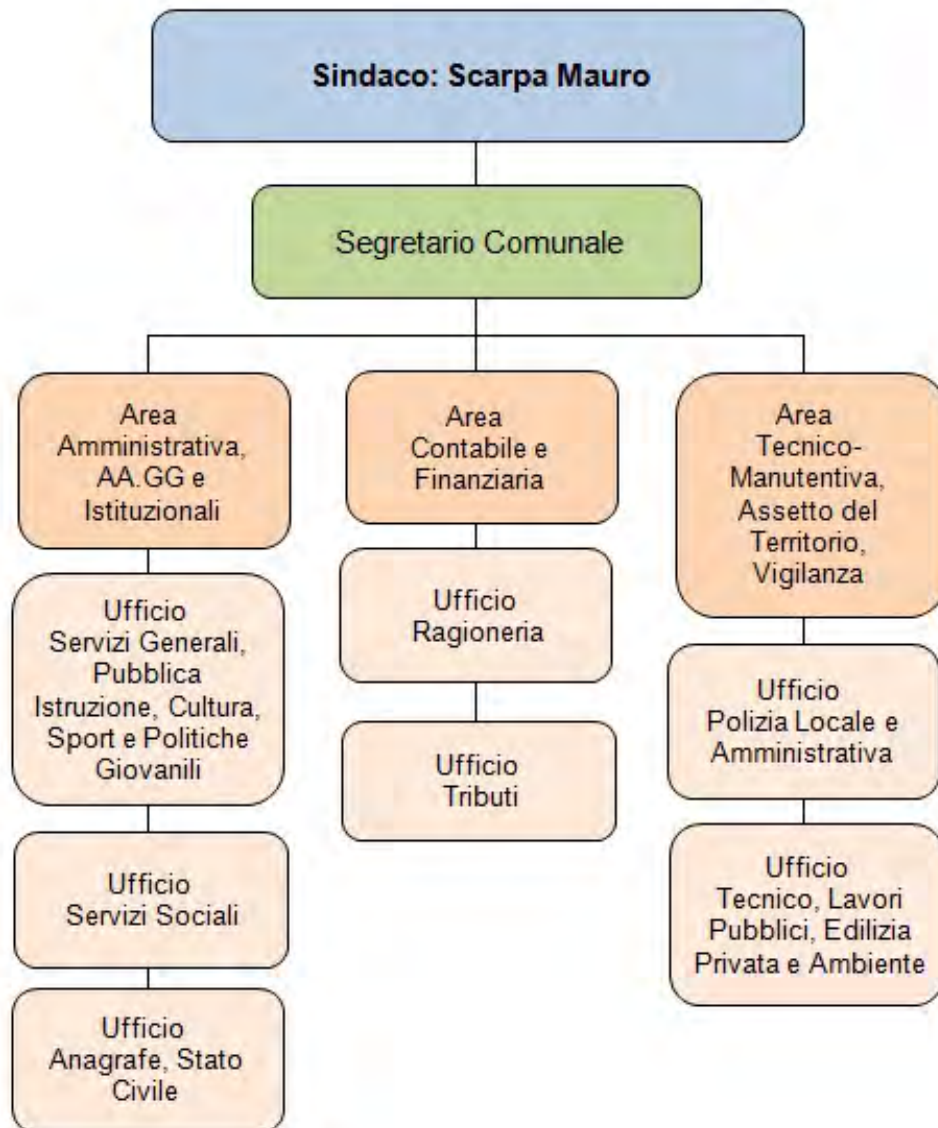 Sindaco: Scarpa Mauro
Segretario Comunale
Area
Amministrativa,
AA.GG e
Istituzionali
Ufficio
Servizi Generali,
Pubblica
Istruzione, Cultura,
Sport e Politiche
Giovanili
Ufficio
Servizi Sociali
Ufficio
Anagrafe, Stato
Civile
Area
Contabile e
Finanziaria
Ufficio
Ragioneria
Ufficio
Tributi
Area
Tecnico-
Manutentiva,
Assetto del
Territorio,
Vigilanza
Ufficio
Polizia Locale e
Amministrativa
Ufficio
Tecnico, Lavori
Pubblici, Edilizia
Privata e Ambiente